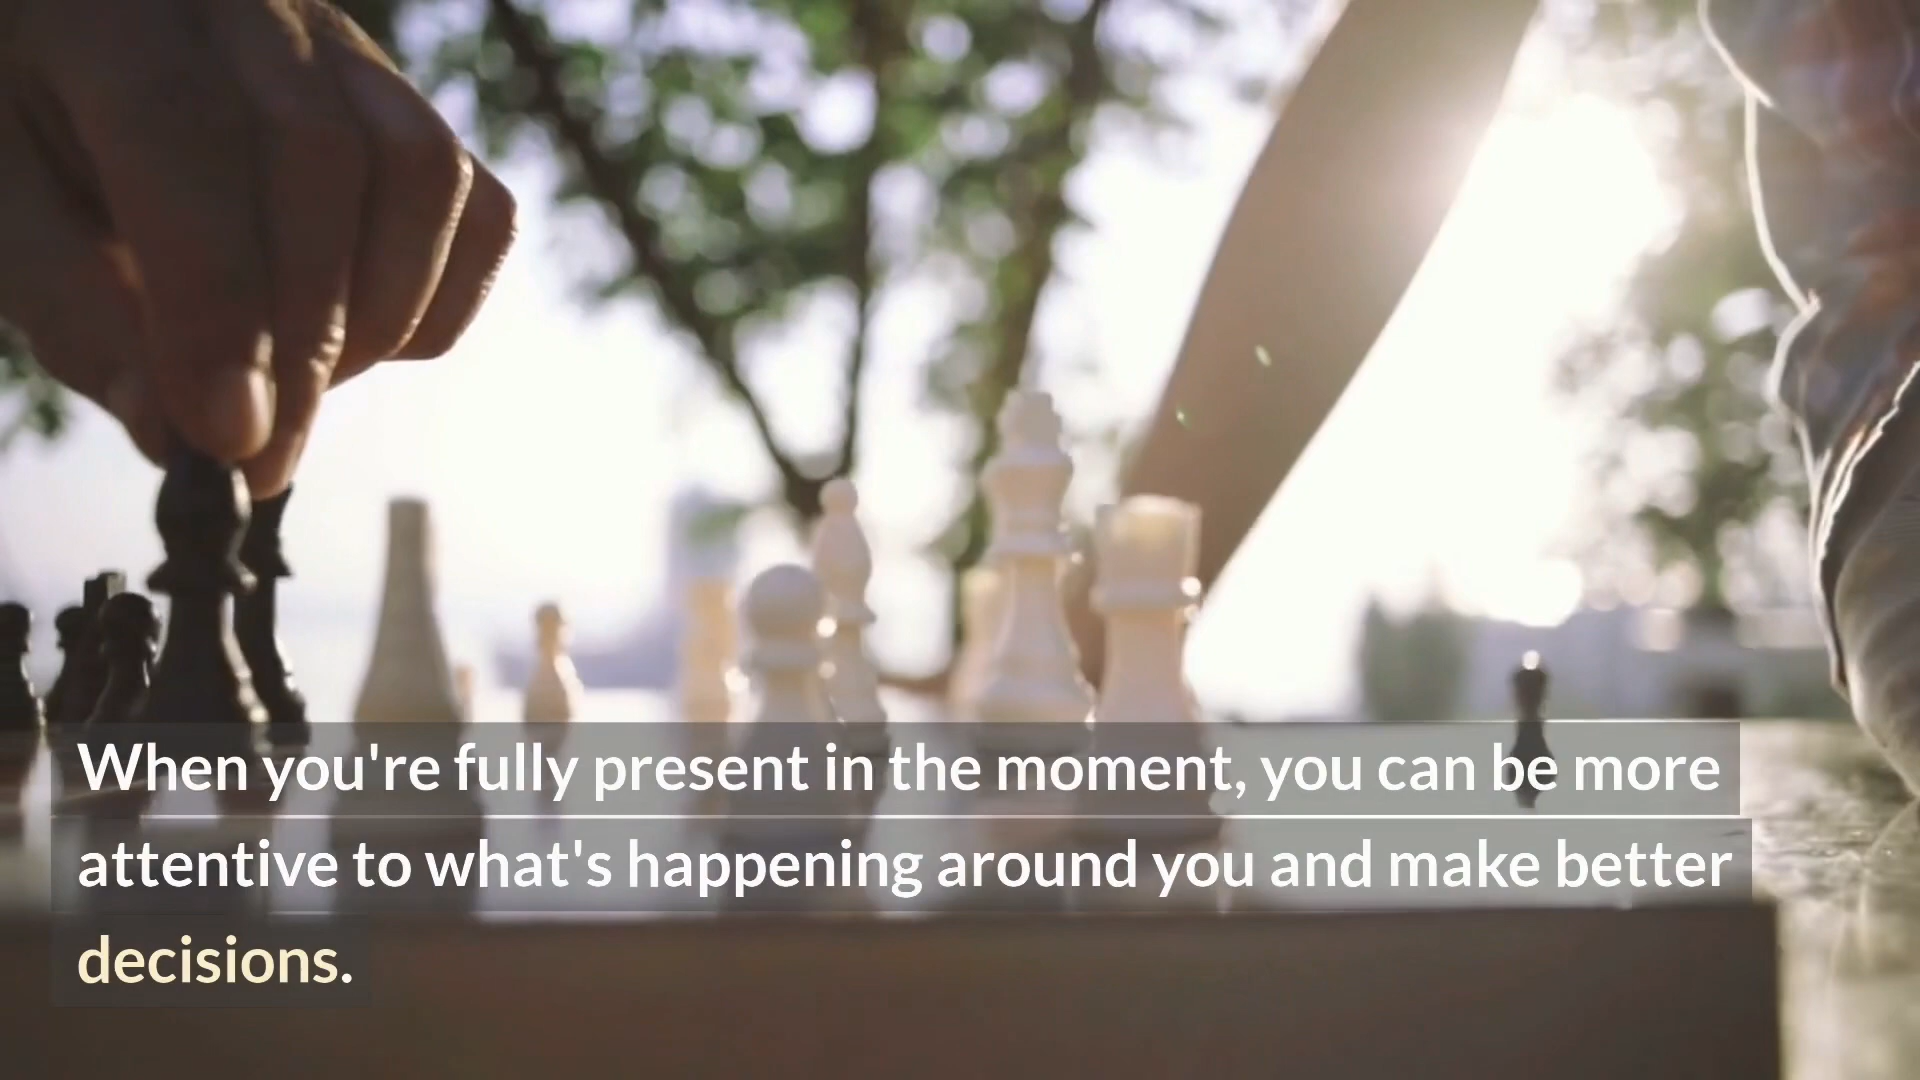 When you're fully present in the moment, you can be more
attentive to what's happening around you and make better
decisions.